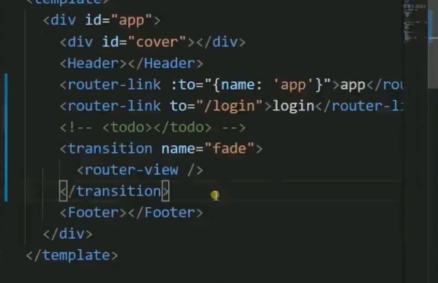 <template>
<div id="app">
<div id="cover"></div>
<Header></Header>
<router-link :to="{name: 'app'}">app</rou
<router-link to="/login">login</router-li
<!-- <todo></todo> -->
<transition name="fade">
<router-view />
</transition>
<Footer></Footer>
</div>
</template>